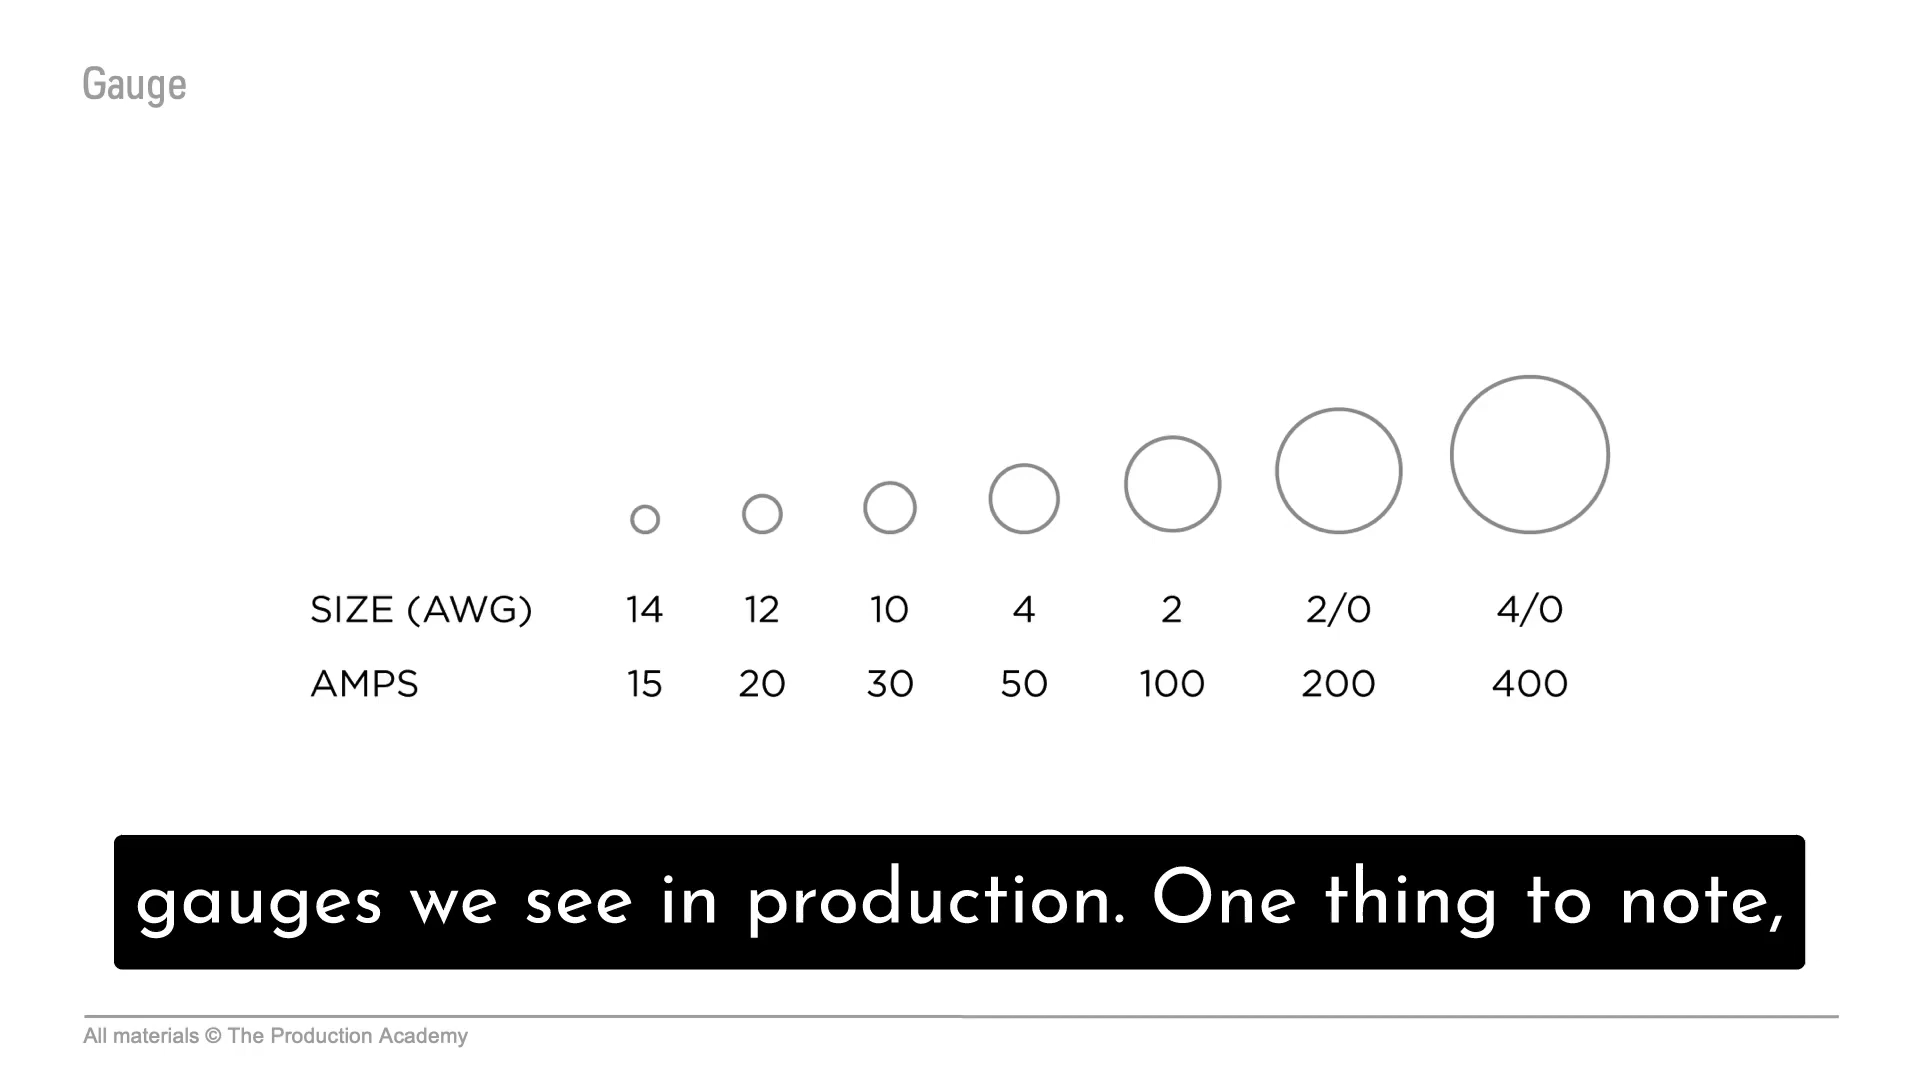 Gauge
SIZE (AWG) 14 12 10 4 2 2/0 4/0
AMPS 15 20 30 50 100 200 400
gauges we see in production. One thing to note,
All materials © The Production Academy